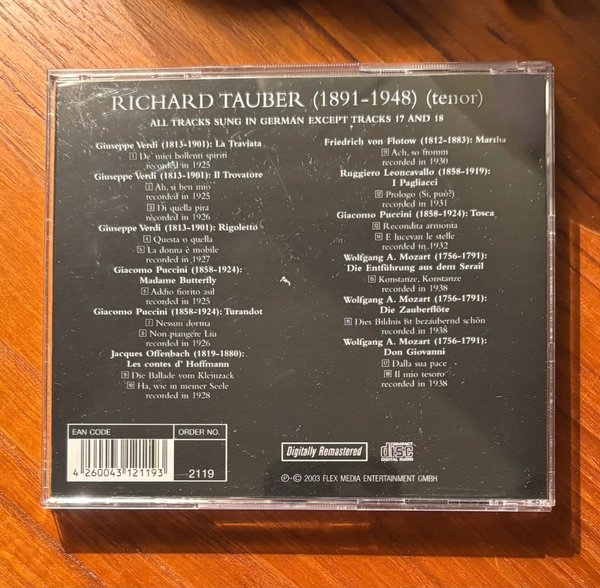 RICHARD TAUBER (1891-1948) (tenor)
ALL TRACKS SUNG IN GERMAN EXCEPT TRACKS 17 AND 18
Giuseppe Verdi (1813-1901): La Traviata
1 De' miei bollenti spiriti
recorded in 1925
Giuseppe Verdi (1813-1901): Il Trovatore
2 Ah, si ben mio
recorded in 1925
3 Di quella pira
recorded in 1926
Giuseppe Verdi (1813-1901): Rigoletto
4 Questa o quella
5 La donna è mobile
recorded in 1927
Giacomo Puccini (1858-1924):
Madame Butterfly
6 Addio fiorito asil
recorded in 1925
Giacomo Puccini (1858-1924): Turandot
7 Nessun dorma
8 Non piangere Liu
recorded in 1926
Jacques Offenbach (1819-1880):
Les contes d' Hoffmann
9 Die Ballade vom Kleinzack
10 Ha, wie in meiner Seele
recorded in 1928
Friedrich von Flotow (1812-1883): Martha
11 Ach, so fromm
recorded in 1930
Ruggiero Leoncavallo (1858-1919):
I Pagliacci
12 Prologo (Si, può?)
recorded in 1931
Giacomo Puccini (1858-1924): Tosca
13 Recondita armonia
14 E lucevan le stelle
recorded in 1932
Wolfgang A. Mozart (1756-1791):
Die Entführung aus dem Serail
15 Konstanze, Konstanze
recorded in 1938
Wolfgang A. Mozart (1756-1791):
Die Zauberflöte
16 Dies Bildnis ist bezaubernd schön
recorded in 1938
Wolfgang A. Mozart (1756-1791):
Don Giovanni
17 Dalla sua pace
18 Il mio tesoro
recorded in 1938
EAN CODE
ORDER NO.
4 260043 121193
2119
Digitally Remastered
COMPACT
disc
DIGITAL AUDIO
℗-© 2003 FLEX MEDIA ENTERTAINMENT GMBH